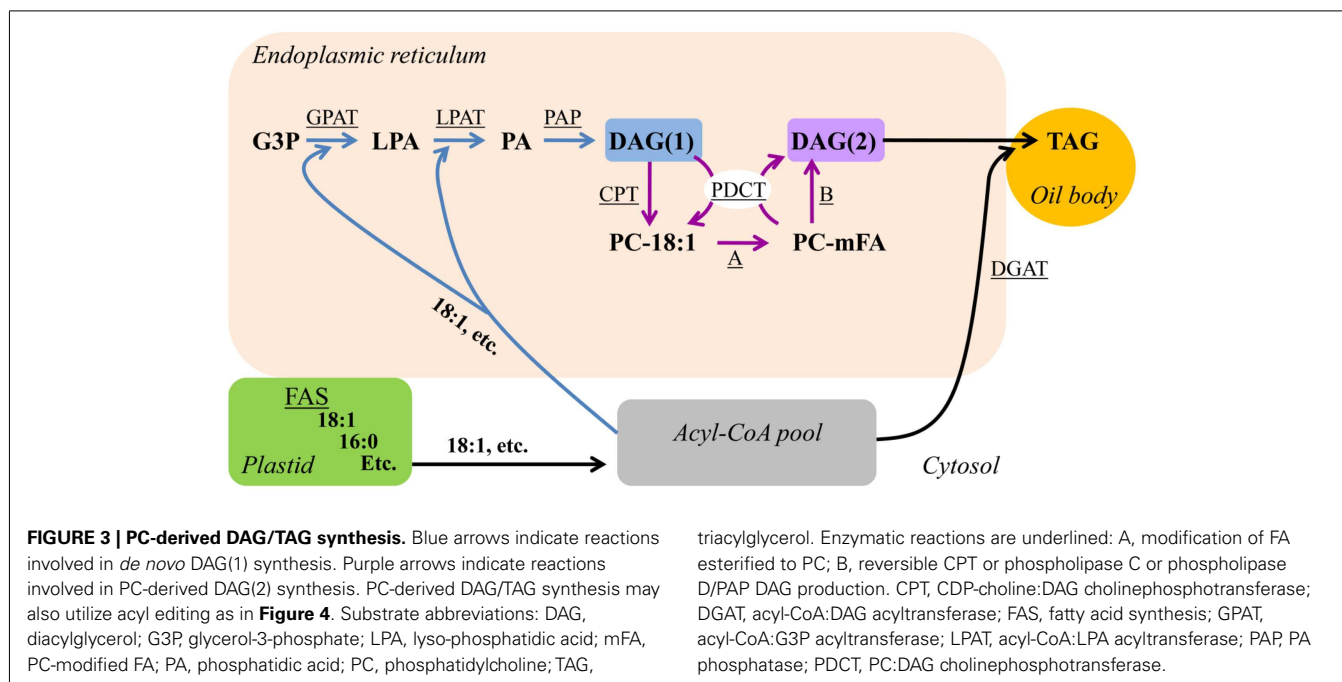 Endoplasmic reticulum
GPAT
LPAT
PAP
G3P
LPA
PA
DAG(1)
DAG(2)
TAG
Oil body
CPT
PDCT
B
PC-18:1
A
PC-mFA
DGAT
18:1, etc.
FAS
18:1
16:0
Etc.
Plastid
18:1, etc.
Acyl-CoA pool
Cytosol
FIGURE 3 | PC-derived DAG/TAG synthesis. Blue arrows indicate reactions
involved in de novo DAG(1) synthesis. Purple arrows indicate reactions
involved in PC-derived DAG(2) synthesis. PC-derived DAG/TAG synthesis may
also utilize acyl editing as in Figure 4. Substrate abbreviations: DAG,
diacylglycerol; G3P, glycerol-3-phosphate; LPA, lyso-phosphatidic acid; mFA,
PC-modified FA; PA, phosphatidic acid; PC, phosphatidylcholine; TAG,
triacylglycerol. Enzymatic reactions are underlined: A, modification of FA
esterified to PC; B, reversible CPT or phospholipase C or phospholipase
D/PAP DAG production. CPT, CDP-choline:DAG cholinephosphotransferase;
DGAT, acyl-CoA:DAG acyltransferase; FAS, fatty acid synthesis; GPAT,
acyl-CoA:G3P acyltransferase; LPAT, acyl-CoA:LPA acyltransferase; PAP, PA
phosphatase; PDCT, PC:DAG cholinephosphotransferase.